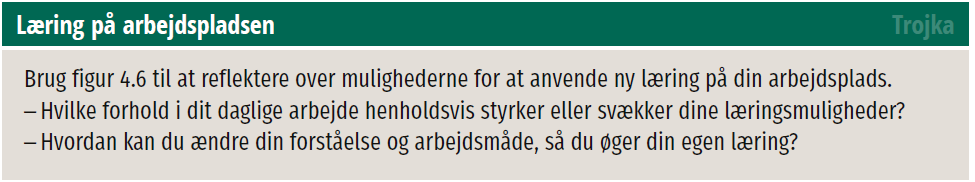 Læring på arbejdspladsen Trojka
Brug figur 4.6 til at reflektere over mulighederne for at anvende ny læring på din arbejdsplads.
– Hvilke forhold i dit daglige arbejde henholdsvis styrker eller svækker dine læringsmuligheder?
– Hvordan kan du ændre din forståelse og arbejdsmåde, så du øger din egen læring?